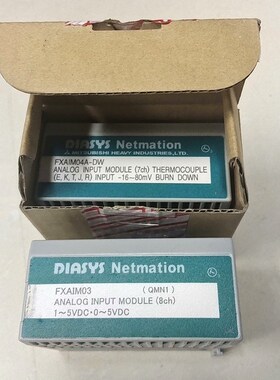 DIASYS Netmation
MITSUBISHI HEAVY INDUSTRIES,LTD.
FXAIM04A-DW
ANALOG INPUT MODULE (7ch) THERMOCOUPLE
(E, K, T, J, R) INPUT -16~80mV BURN DOWN
DIASYS Netmation
FXAIM03 (QMN1)
ANALOG INPUT MODULE (8ch)
1~5VDC・0~5VDC